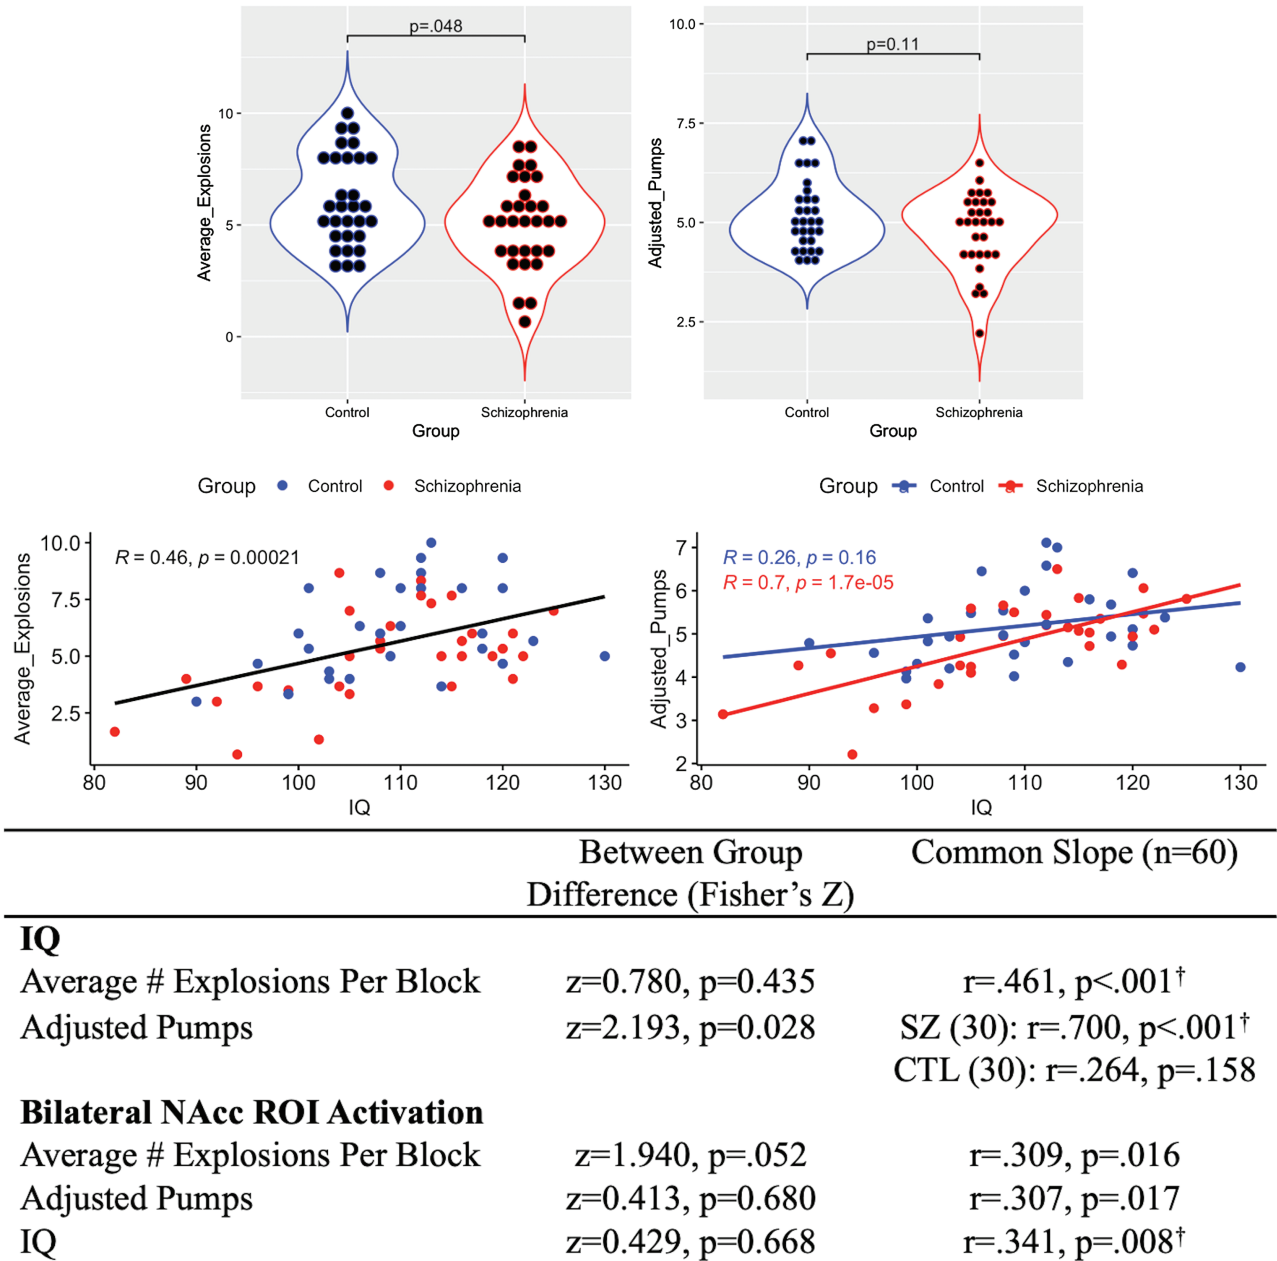 p=.048
10
5
0
Average_Explosions
Control
Schizophrenia
Group
p=0.11
10.0
7.5
5.0
2.5
Adjusted_Pumps
Control
Schizophrenia
Group
Group Control Schizophrenia
R = 0.46, p = 0.00021
10.0
7.5
5.0
2.5
Average_Explosions
80 90 100 110 120 130
IQ
Group Control Schizophrenia
R = 0.26, p = 0.16
R = 0.7, p = 1.7e-05
7
6
5
4
3
2
Adjusted_Pumps
80 90 100 110 120 130
IQ
Between Group Common Slope (n=60)
Difference (Fisher’s Z)
IQ
Average # Explosions Per Block z=0.780, p=0.435 r=.461, p<.001†
Adjusted Pumps z=2.193, p=0.028 SZ (30): r=.700, p<.001†
CTL (30): r=.264, p=.158
Bilateral NAcc ROI Activation
Average # Explosions Per Block z=1.940, p=.052 r=.309, p=.016
Adjusted Pumps z=0.413, p=0.680 r=.307, p=.017
IQ z=0.429, p=0.668 r=.341, p=.008†